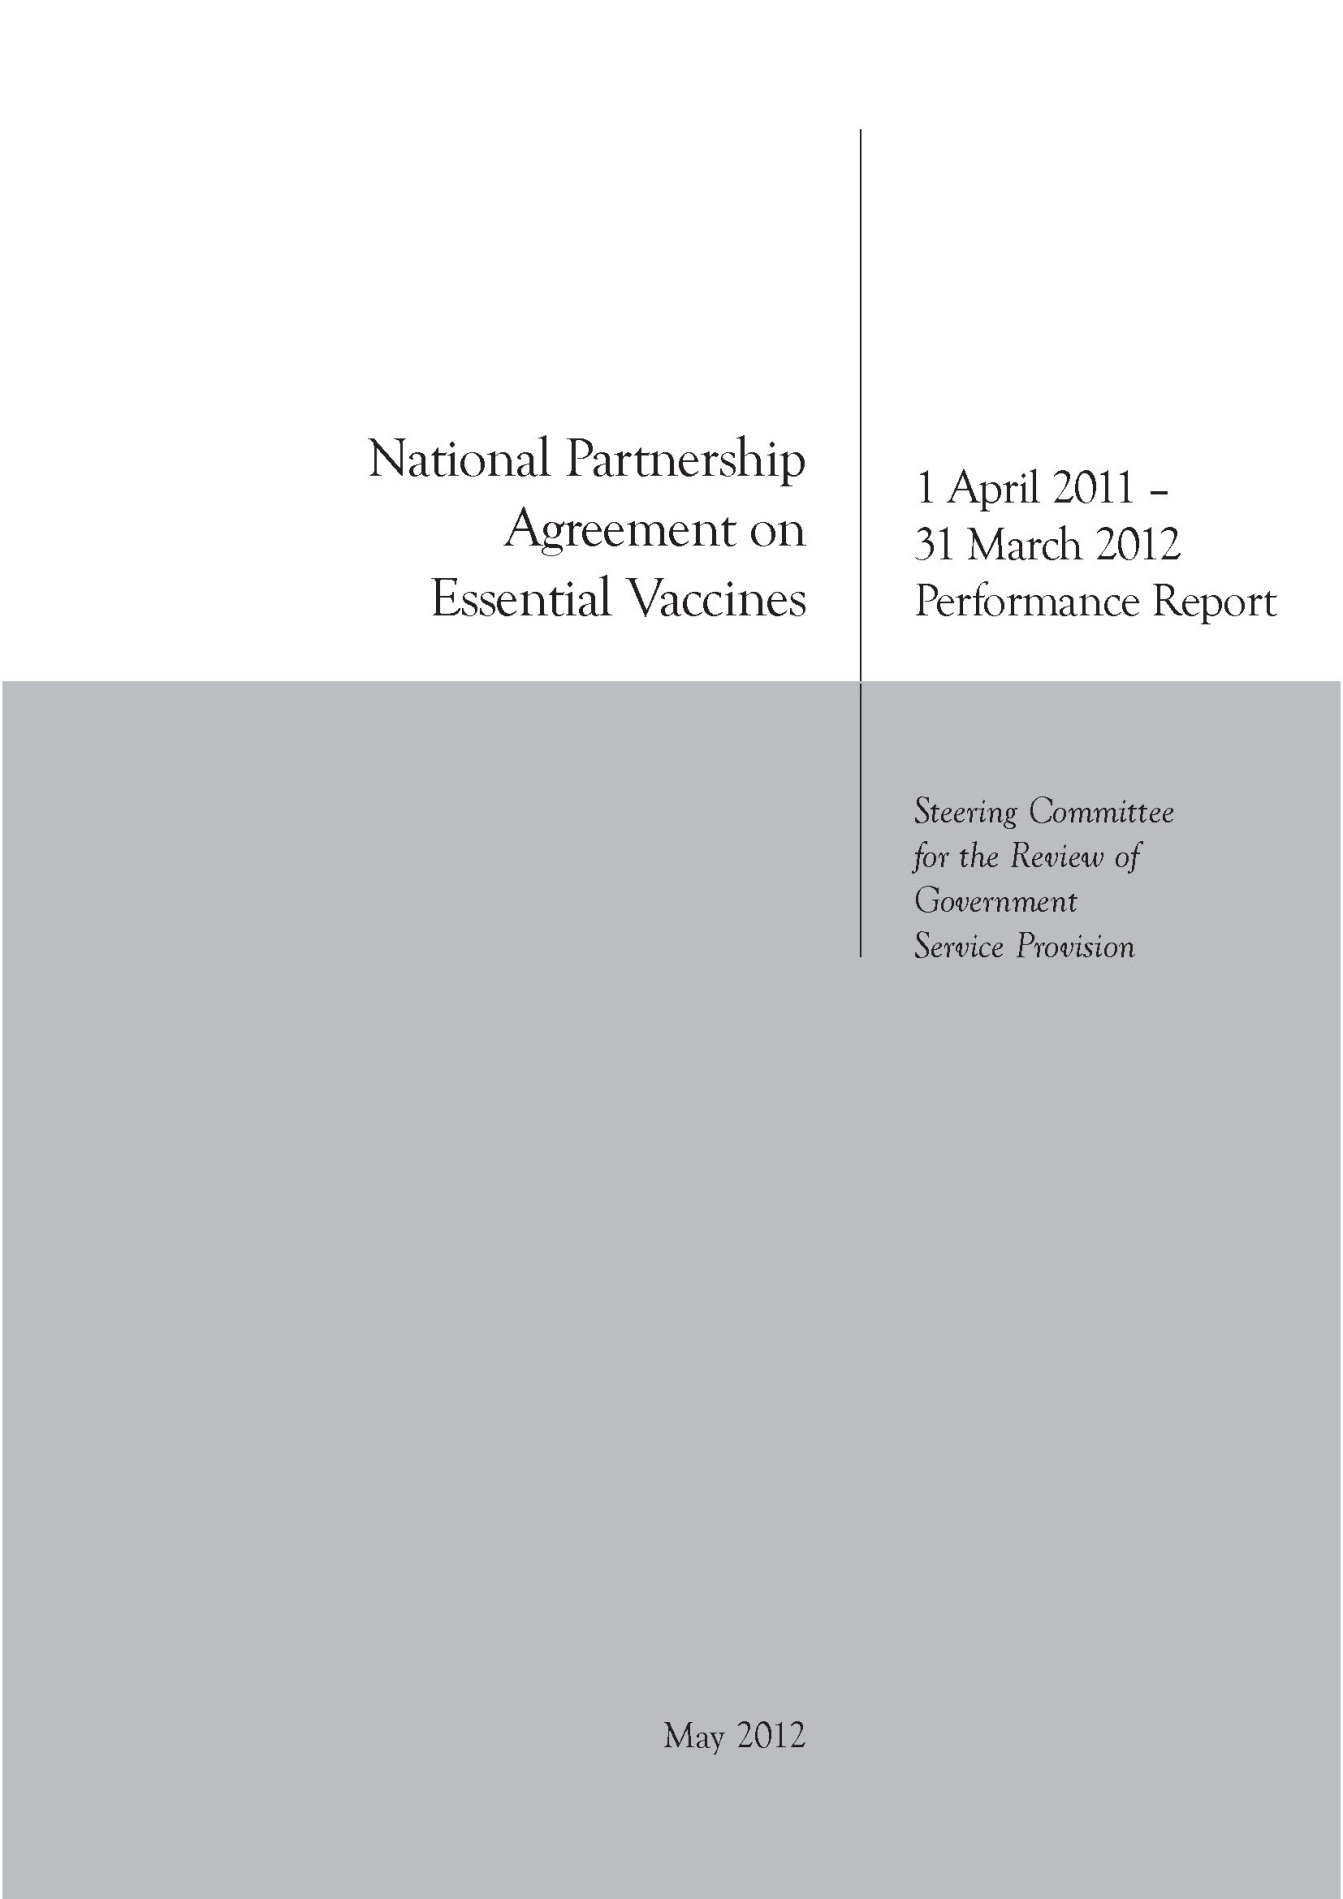 National Partnership
Agreement on
Essential Vaccines
1 April 2011 –
31 March 2012
Performance Report
Steering Committee
for the Review of
Government
Service Provision
May 2012